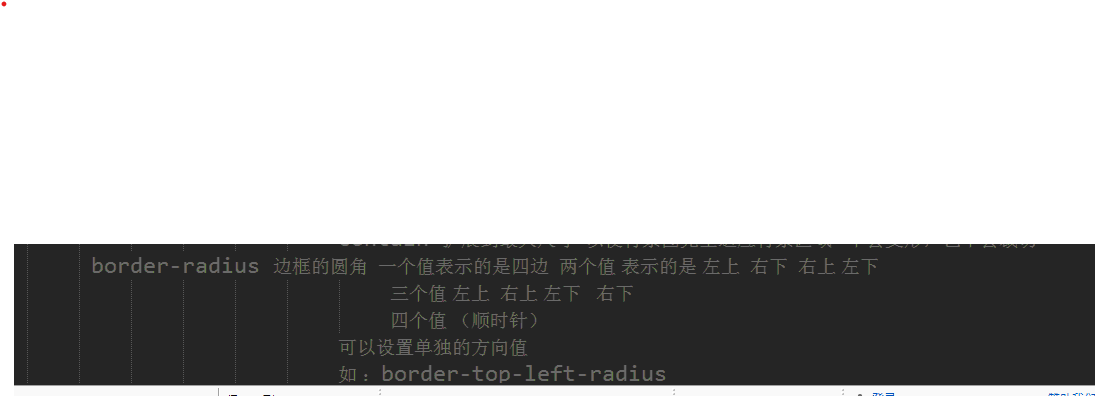 border-radius 边框的圆角 一个值表示的是四边 两个值 表示的是 左上 右下 右上 左下
三个值 左上 右上 左下 右下
四个值 （顺时针）
可以设置单独的方向值
如：border-top-left-radius